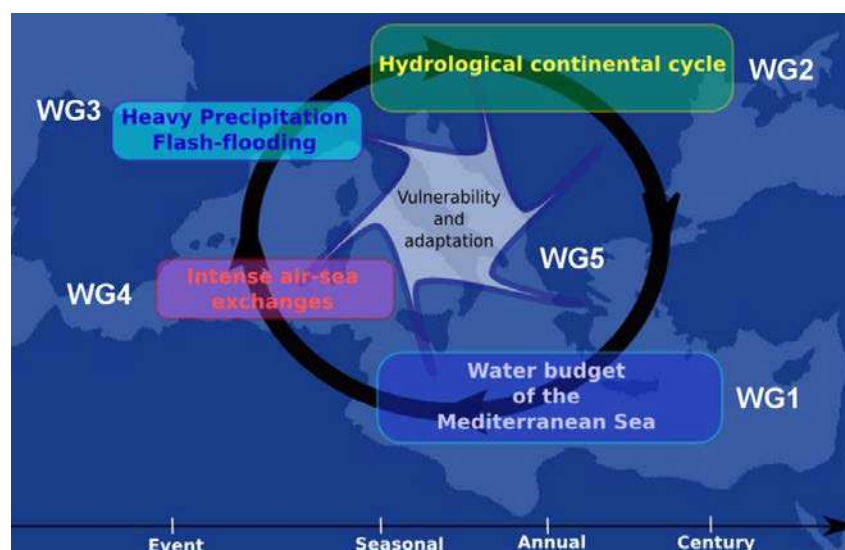 Hydrological continental cycle
WG2
WG3
Heavy Precipitation
Flash-flooding
Vulnerability
and
adaptation
WG5
WG4
Intense air-sea
exchanges
Water budget
of the
Mediterranean Sea
WG1
Event
Seasonal
Annual
Century